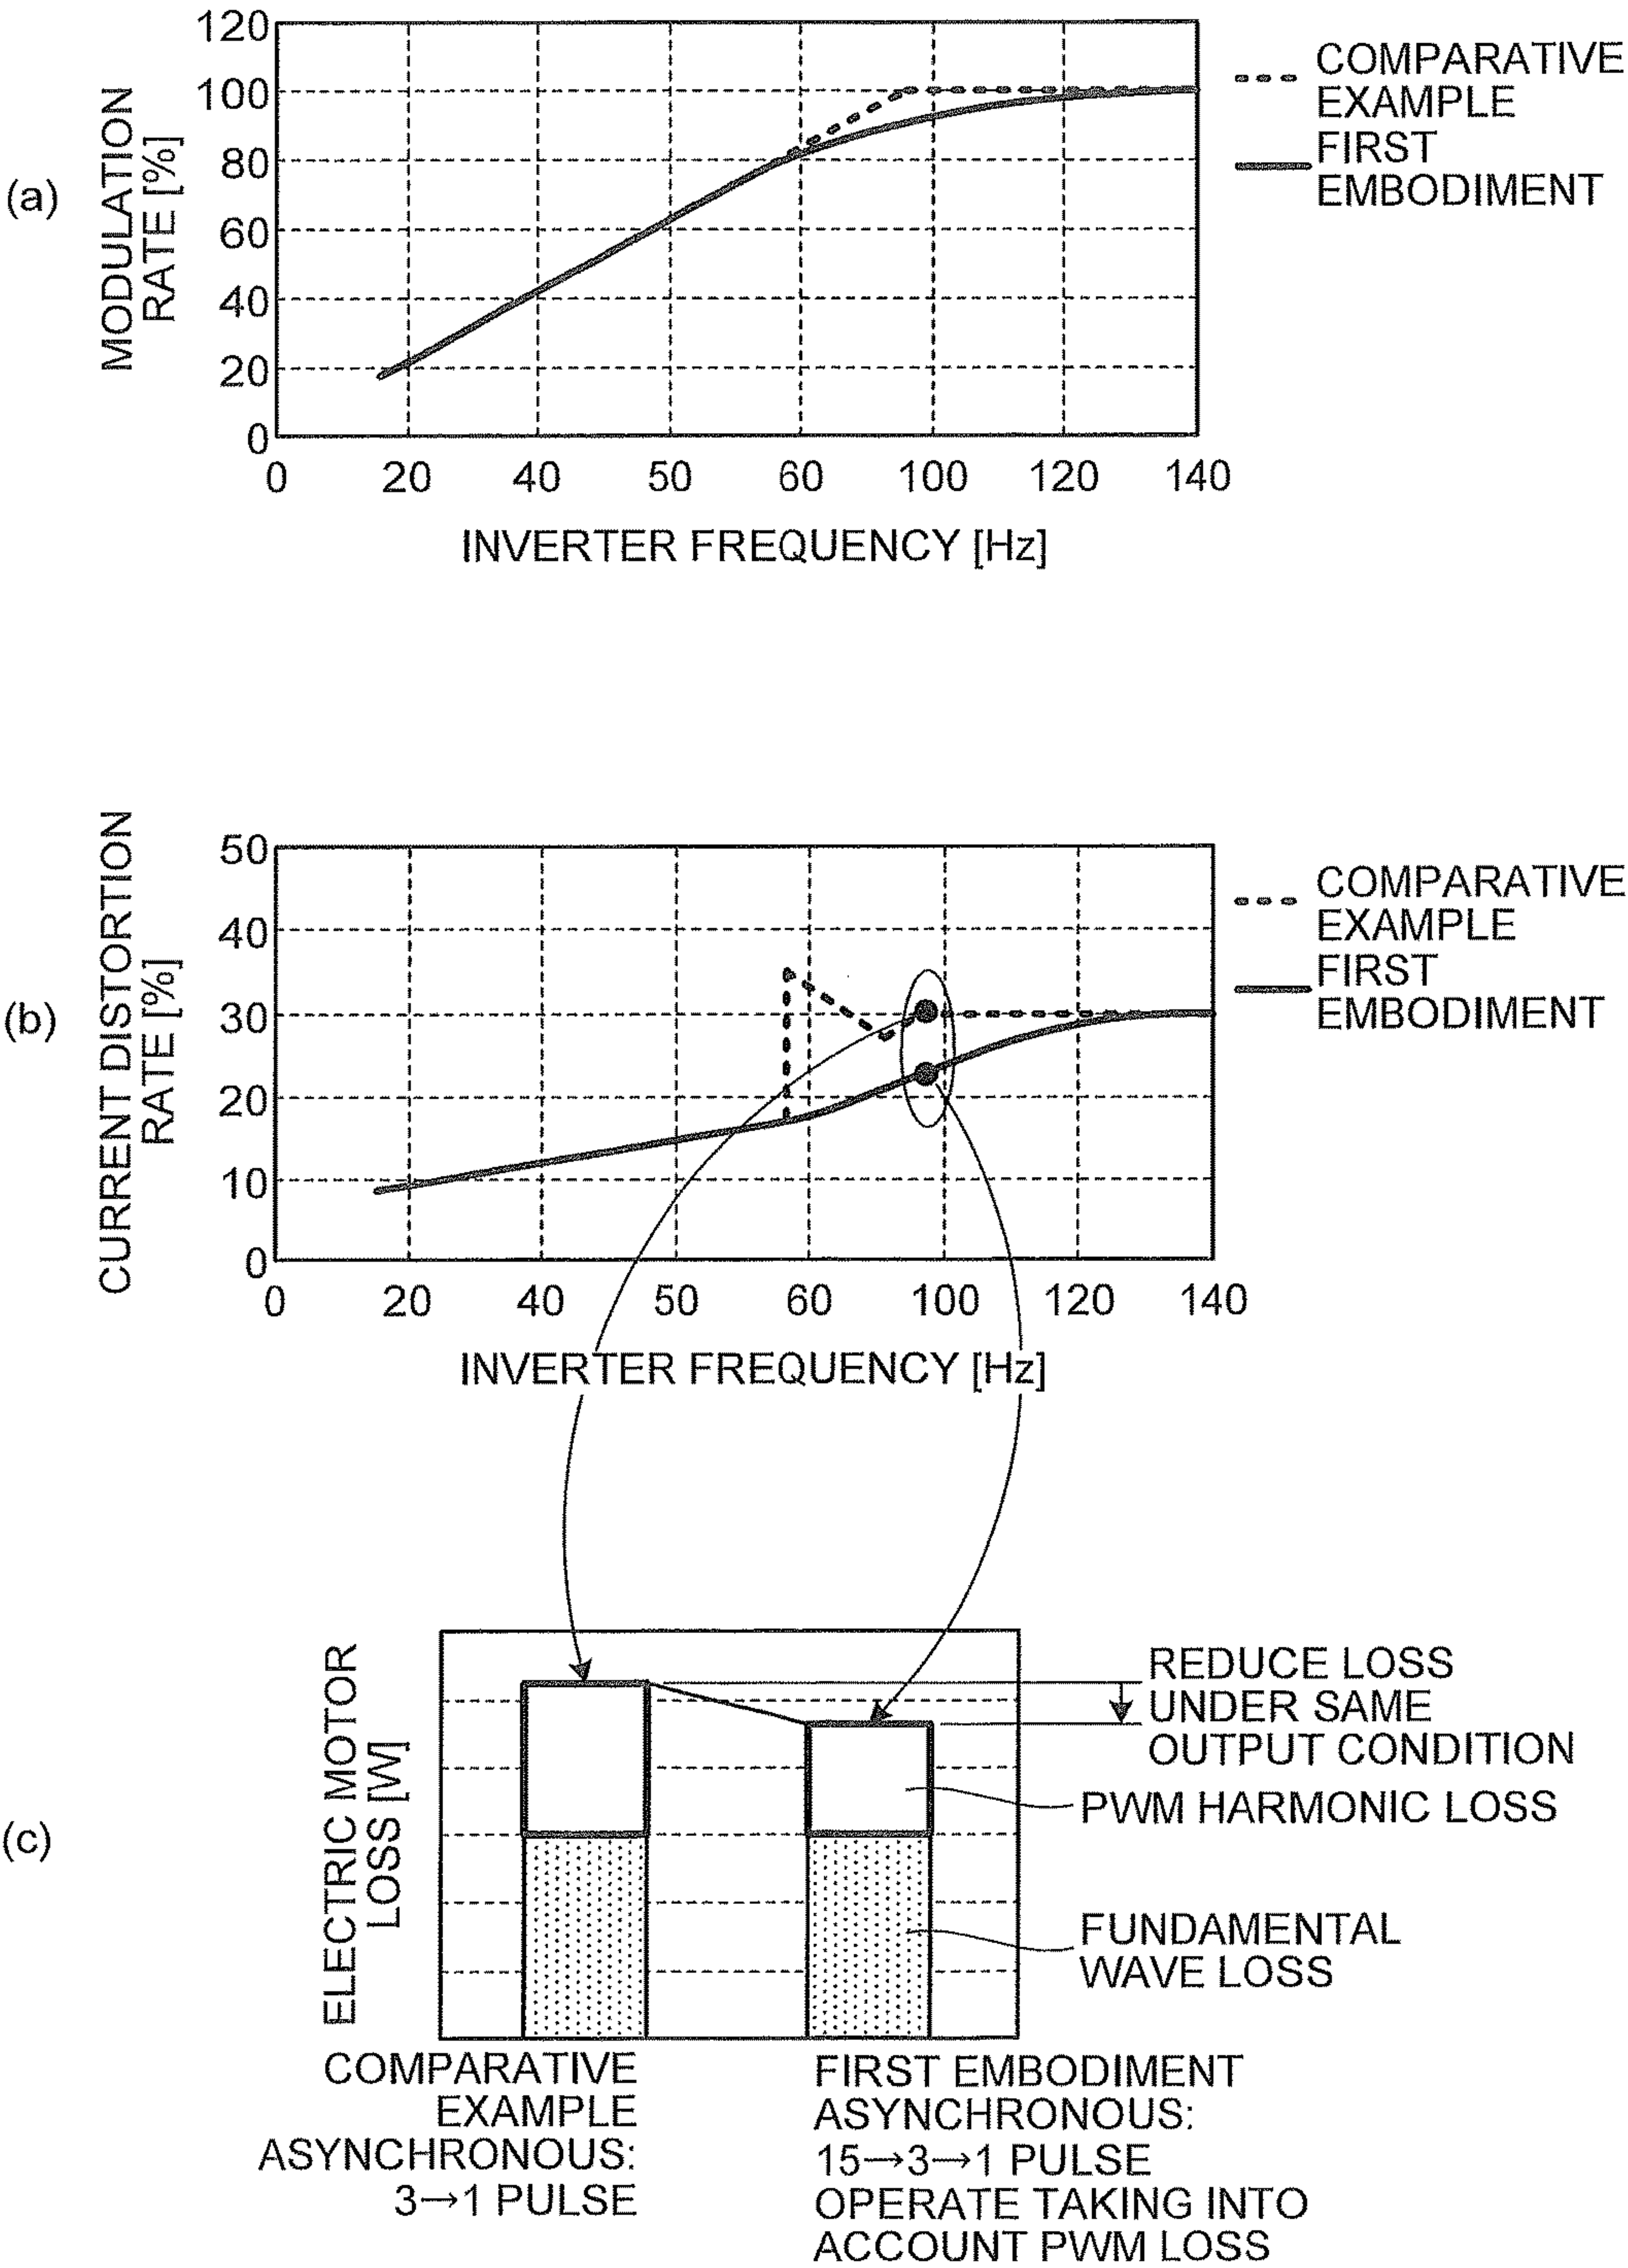 (a)
MODULATION
RATE [%]
120
100
80
60
40
20
0
0 20 40 50 60 100 120 140
INVERTER FREQUENCY [Hz]
COMPARATIVE
EXAMPLE
FIRST
EMBODIMENT
(b)
CURRENT DISTORTION
RATE [%]
50
40
30
20
10
0
0 20 40 50 60 100 120 140
INVERTER FREQUENCY [Hz]
COMPARATIVE
EXAMPLE
FIRST
EMBODIMENT
(c)
ELECTRIC MOTOR
LOSS [W]
REDUCE LOSS
UNDER SAME
OUTPUT CONDITION
PWM HARMONIC LOSS
FUNDAMENTAL
WAVE LOSS
COMPARATIVE
EXAMPLE
ASYNCHRONOUS:
3→1 PULSE
FIRST EMBODIMENT
ASYNCHRONOUS:
15→3→1 PULSE
OPERATE TAKING INTO
ACCOUNT PWM LOSS